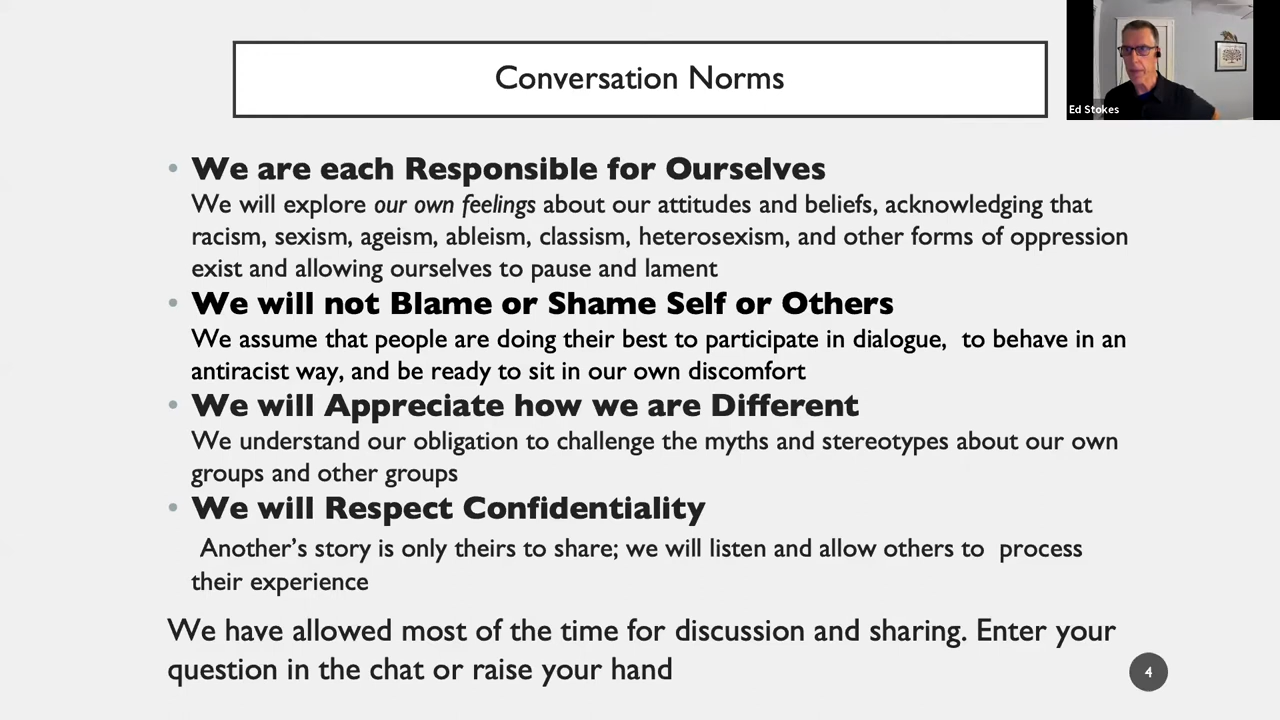 Conversation Norms
Ed Stokes
• We are each Responsible for Ourselves
We will explore our own feelings about our attitudes and beliefs, acknowledging that
racism, sexism, ageism, ableism, classism, heterosexism, and other forms of oppression
exist and allowing ourselves to pause and lament
• We will not Blame or Shame Self or Others
We assume that people are doing their best to participate in dialogue,  to behave in an
antiracist way, and be ready to sit in our own discomfort
• We will Appreciate how we are Different
We understand our obligation to challenge the myths and stereotypes about our own
groups and other groups
• We will Respect Confidentiality
Another’s story is only theirs to share; we will listen and allow others to  process
their experience
We have allowed most of the time for discussion and sharing. Enter your
question in the chat or raise your hand
4